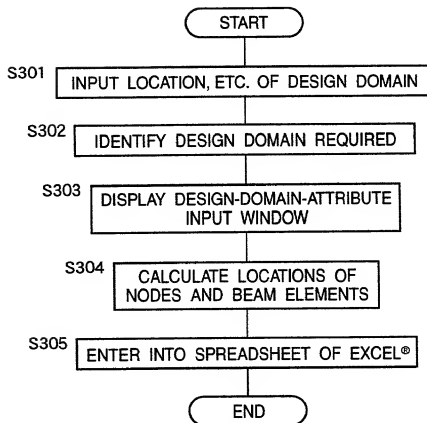 START
S301
INPUT LOCATION, ETC. OF DESIGN DOMAIN
S302
IDENTIFY DESIGN DOMAIN REQUIRED
S303
DISPLAY DESIGN-DOMAIN-ATTRIBUTE
INPUT WINDOW
S304
CALCULATE LOCATIONS OF
NODES AND BEAM ELEMENTS
S305
ENTER INTO SPREADSHEET OF EXCEL®
END